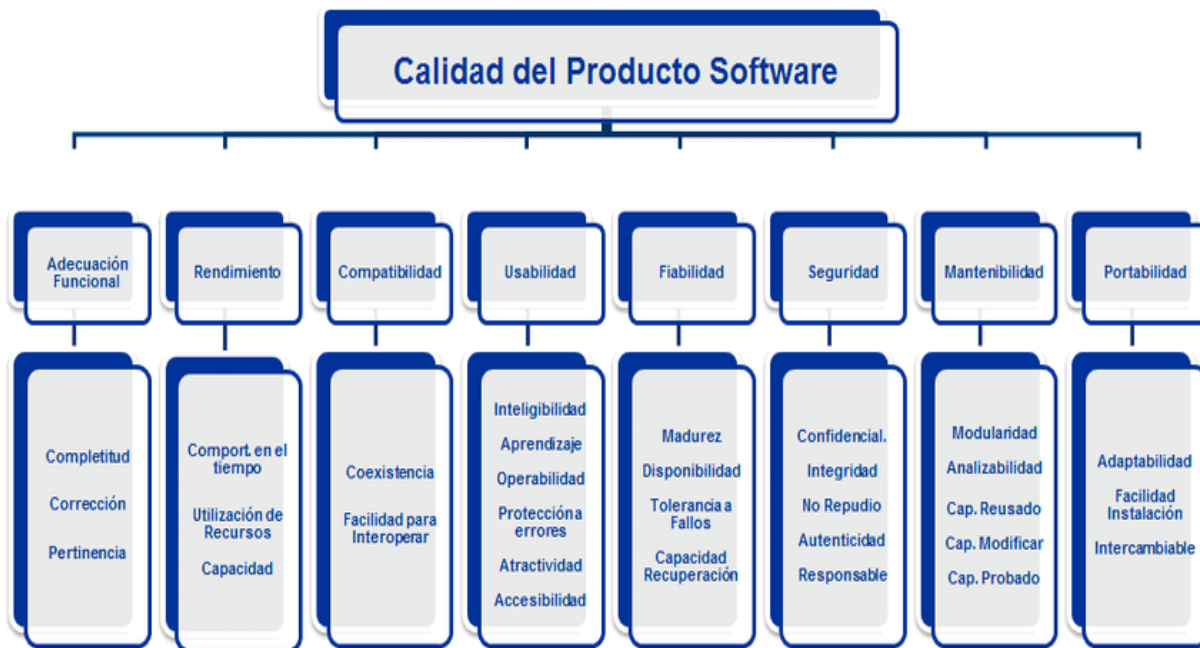 Calidad del Producto Software
Adecuación
Funcional
Rendimiento
Compatibilidad
Usabilidad
Fiabilidad
Seguridad
Mantenibilidad
Portabilidad
Completitud
Corrección
Pertinencia
Comport. en el
tiempo
Utilización de
Recursos
Capacidad
Coexistencia
Facilidad para
Interoperar
Inteligibilidad
Aprendizaje
Operabilidad
Protección a
errores
Atractividad
Accesibilidad
Madurez
Disponibilidad
Tolerancia a
Fallos
Capacidad
Recuperación
Confidencial.
Integridad
No Repudio
Autenticidad
Responsable
Modularidad
Analizabilidad
Cap. Reusado
Cap. Modificar
Cap. Probado
Adaptabilidad
Facilidad
Instalación
Intercambiable